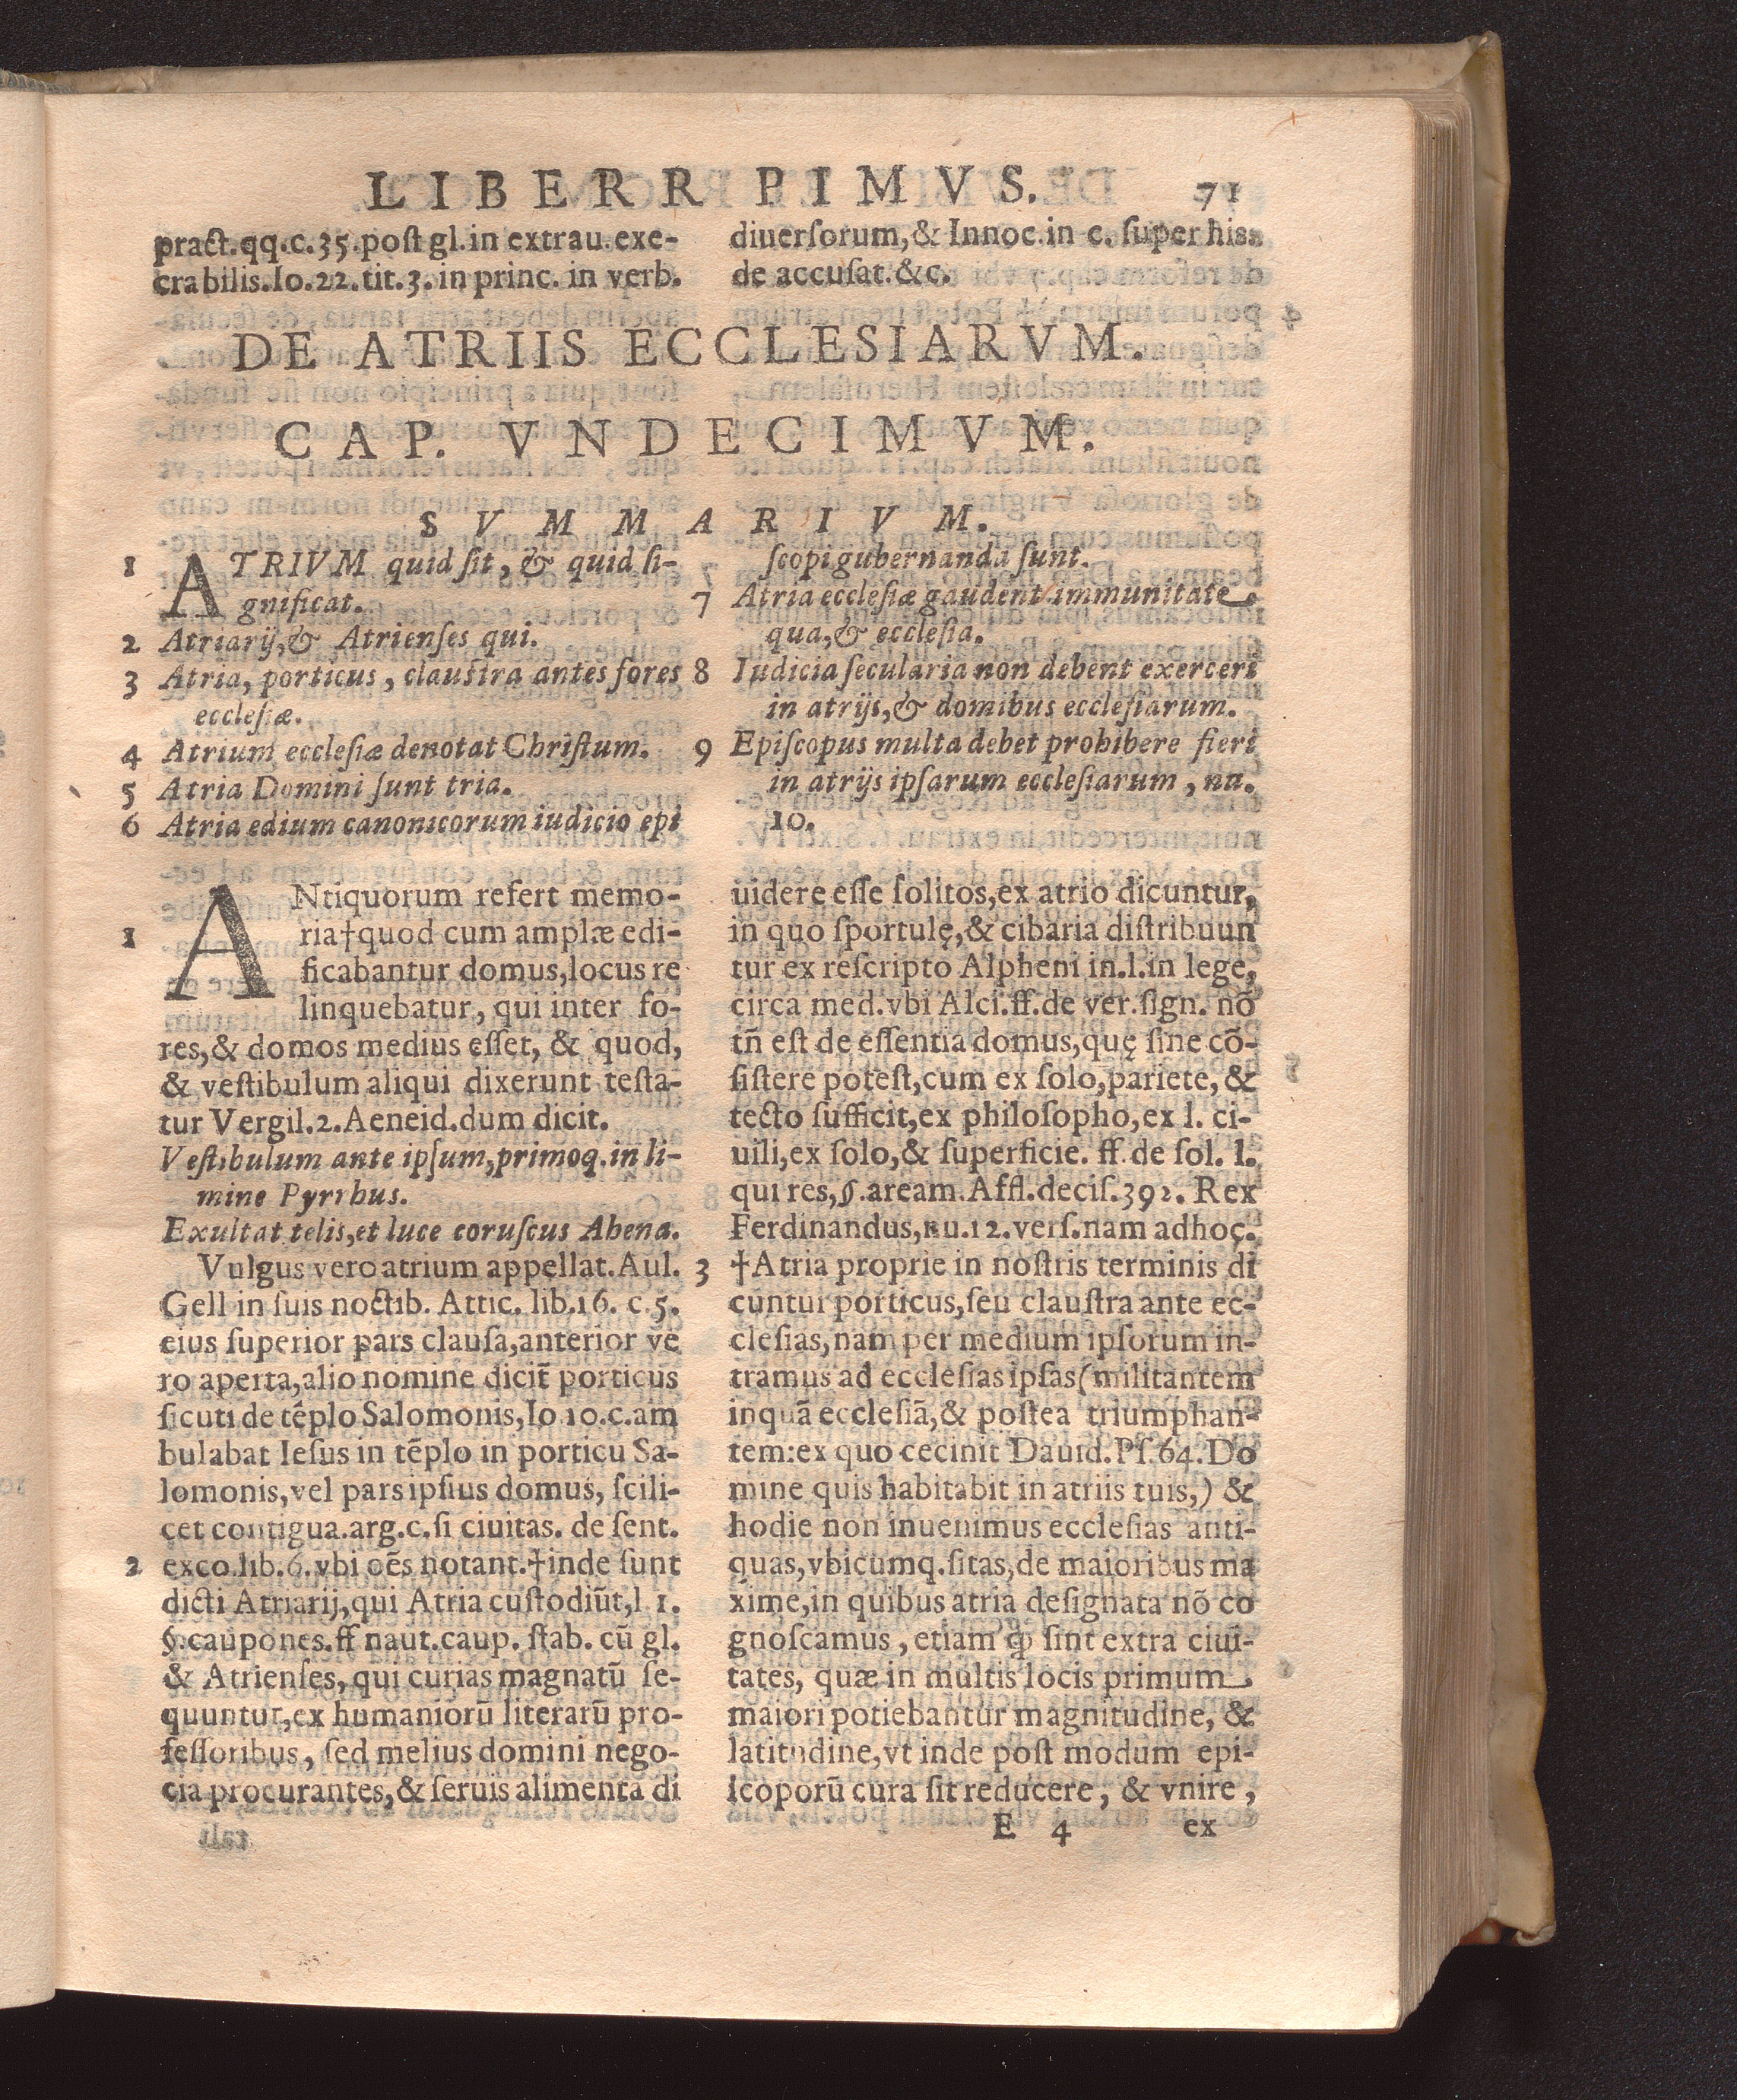 LIBERR PIMVS. 71
pract.qq.c.35.post gl.in extrau.exe-
crabilis.Io.22.tit.3.in princ. in verb.
diuerſorum,& Innoc.in c. ſuper his.
de accuſat.&c.
DE ATRIIS ECCLESIARVM.
CAP. VNDECIMVM.
SVMMARIVM.
1 ATRIVM quid ſit, & quid ſi-
gnificat.
2 Atriarij,& Atrienſes qui.
3 Atria, porticus, clauſtra antes fores
eccleſiæ.
4 Atrium eccleſiæ denotat Chriſtum.
5 Atria Domini ſunt tria.
6 Atria edium canonicorum iudicio epi
ſcopi gubernanda ſunt.
7 Atria eccleſiæ gaudent immunitate
qua,& eccleſia.
8 Iudicia ſecularia non debent exerceri
in atrijs,& domibus eccleſiarum.
9 Epiſcopus multa debet prohibere fieri
in atrijs ipſarum eccleſiarum, nu.
10.
ANtiquorum refert memo-
1 ria†quod cum amplæ edi-
ficabantur domus,locus re
linquebatur, qui inter fo-
res,& domos medius eſſet, & quod,
& veſtibulum aliqui dixerunt teſta-
tur Vergil.2.Aeneid.dum dicit.
Veſtibulum ante ipſum,primoq.in li-
mine Pyrrhus.
Exultat telis,et luce coruſcus Ahena.
Vulgus vero atrium appellat.Aul.
Gell in ſuis noctib. Attic. lib.16. c.5.
eius ſuperior pars clauſa,anterior ve
ro aperta,alio nomine dicit̃ porticus
ſicuti de tẽplo Salomonis,Io 10.c.am
bulabat Ieſus in tẽplo in porticu Sa-
lomonis,vel pars ipſius domus, ſcili-
cet contigua.arg.c.ſi ciuitas. de ſent.
2 exco.lib.6.vbi oẽs notant.†inde ſunt
dicti Atriarij,qui Atria cuſtodiũt,l 1.
§.caupones.ff naut.caup. ſtab. cũ gl.
& Atrienſes, qui curias magnatũ ſe-
quuntur,ex humaniorũ literarũ pro-
feſſoribus, ſed melius domini nego-
cia procurantes,& ſeruis alimenta di
uidere eſſe ſolitos,ex atrio dicuntur,
in quo ſportulę,& cibaria diſtribuun
tur ex reſcripto Alpheni in.l.in lege,
circa med.vbi Alci.ff.de ver.ſign. nõ
tñ eſt de eſſentia domus,quę ſine cõ-
ſiſtere poteſt,cum ex ſolo,pariete, &
tecto ſufficit,ex philoſopho,ex l. ci-
uili,ex ſolo,& ſuperficie. ff. de ſol. l.
qui res,§.aream.Affl.deciſ.392. Rex
Ferdinandus,nu.12.verſ.nam adhoc.
3 †Atria proprie in noſtris terminis di
cuntur porticus,ſeu clauſtra ante ec-
cleſias,nam per medium ipſorum in-
tramus ad eccleſias ipſas(militantem
inquã eccleſiã,& poſtea triumphan-
tem:ex quo cecinit Dauid.Pſ.64.Do
mine quis habitabit in atriis tuis,) &
hodie non inuenimus eccleſias anti-
quas,vbicumq.ſitas,de maioribus ma
xime,in quibus atria deſignata nõ co
gnoſcamus, etiam ꝙ ſint extra ciui-
tates, quæ in multis locis primum
maiori potiebantur magnitudine, &
latitudine,vt inde poſt modum epi-
ſcoporũ cura ſit reducere, & vnire,
E 4 ex